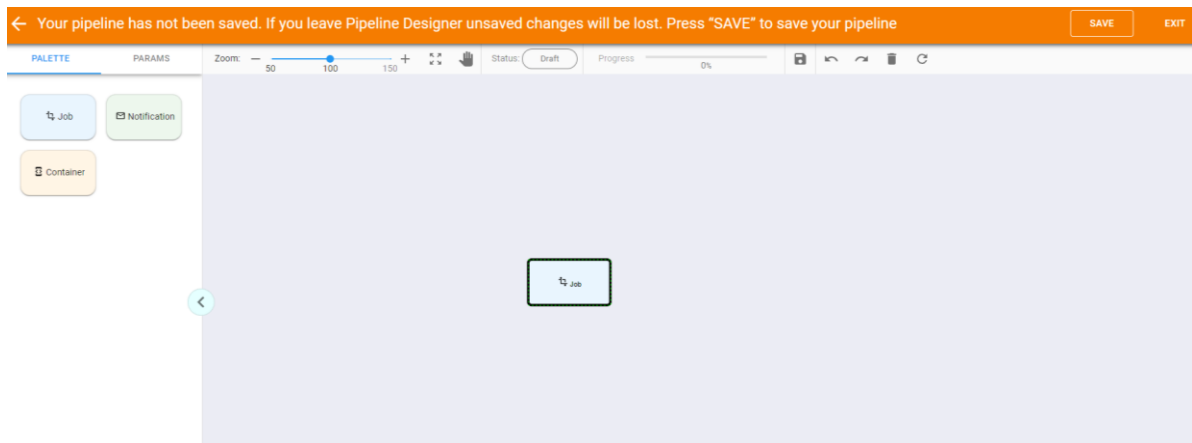 Your pipeline has not been saved. If you leave Pipeline Designer unsaved changes will be lost. Press “SAVE” to save your pipeline SAVE EXIT
PALETTE PARAMS Zoom: 50 100 150 Status: Draft Progress 0%
Job Notification
Container
Job